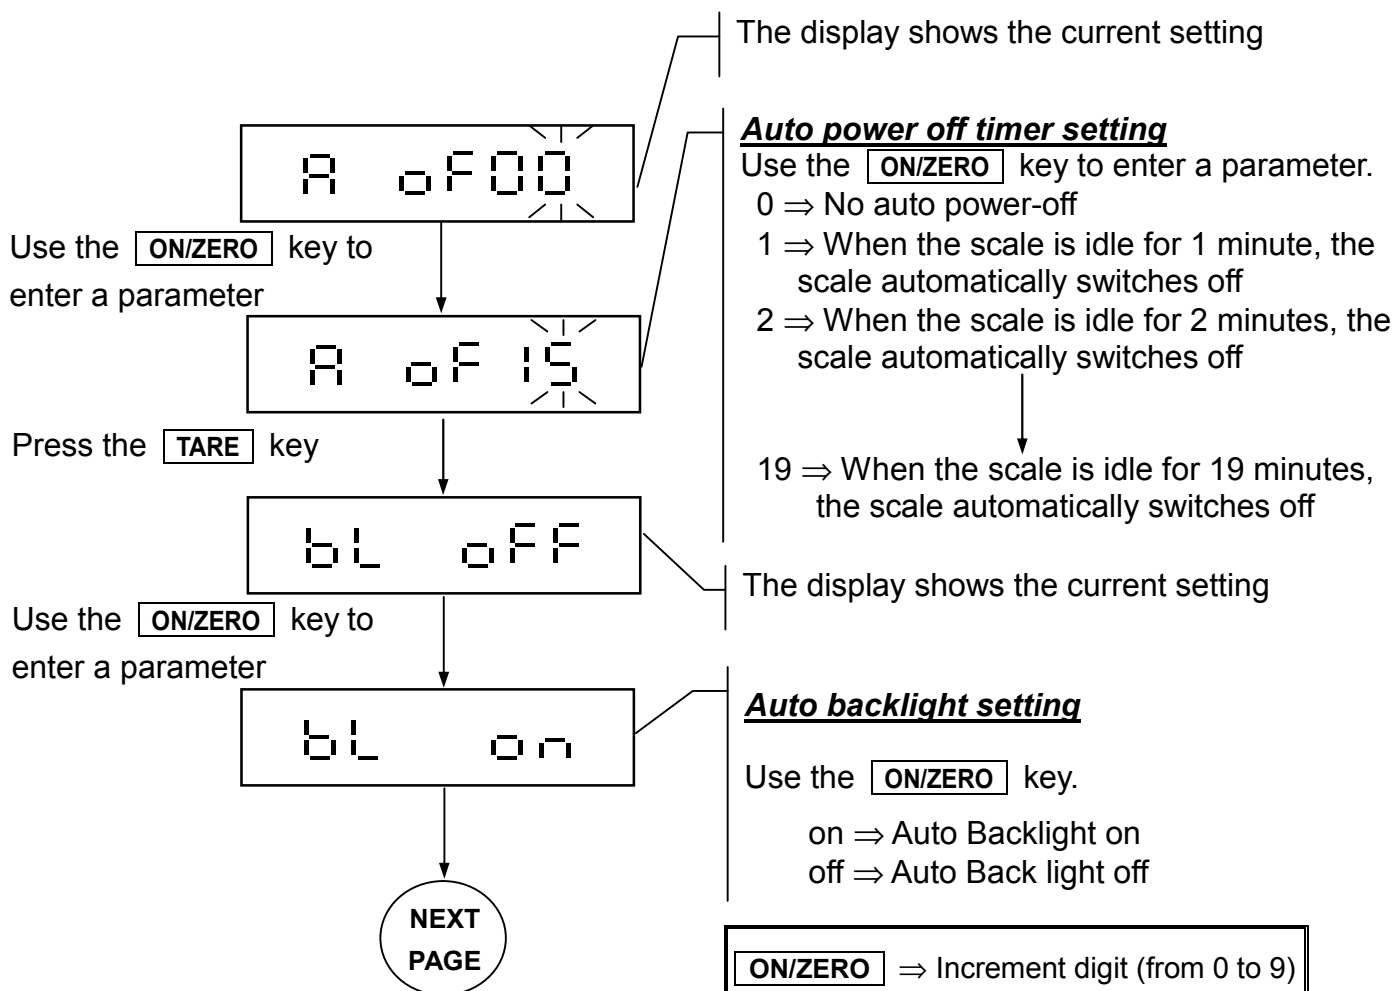 The display shows the current setting
A oF00
Use the ON/ZERO key to
enter a parameter
Auto power off timer setting
Use the ON/ZERO key to enter a parameter.
0 ⇒ No auto power-off
1 ⇒ When the scale is idle for 1 minute, the
scale automatically switches off
2 ⇒ When the scale is idle for 2 minutes, the
scale automatically switches off
19 ⇒ When the scale is idle for 19 minutes,
the scale automatically switches off
A oF 15
Press the TARE key
bL oFF
The display shows the current setting
Use the ON/ZERO key to
enter a parameter
bL on
Auto backlight setting
Use the ON/ZERO key.
on ⇒ Auto Backlight on
off ⇒ Auto Back light off
NEXT
PAGE
ON/ZERO ⇒ Increment digit (from 0 to 9)